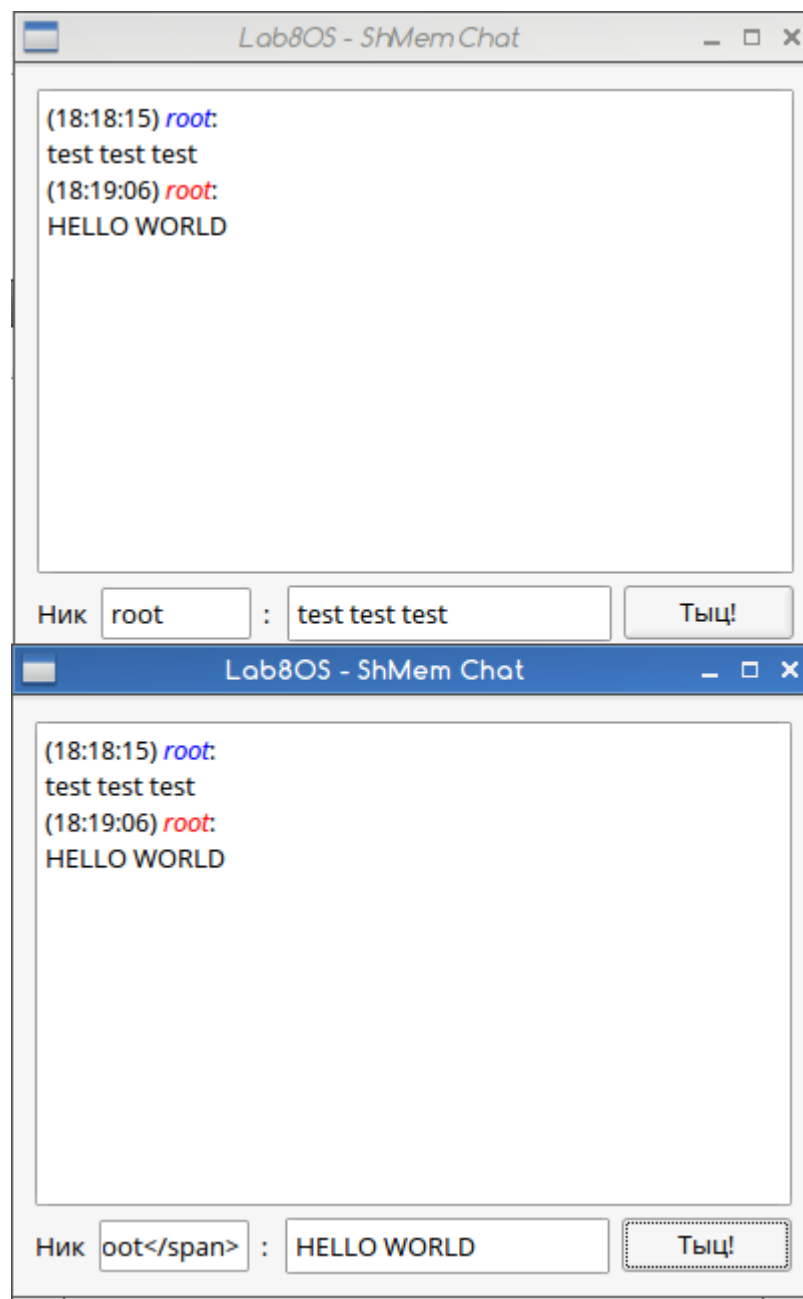 Lab8OS - ShMem Chat
(18:18:15) root:
test test test
(18:19:06) root:
HELLO WORLD
Ник root : test test test Тыц!
Lab8OS - ShMem Chat
(18:18:15) root:
test test test
(18:19:06) root:
HELLO WORLD
Ник oot</span> : HELLO WORLD Тыц!